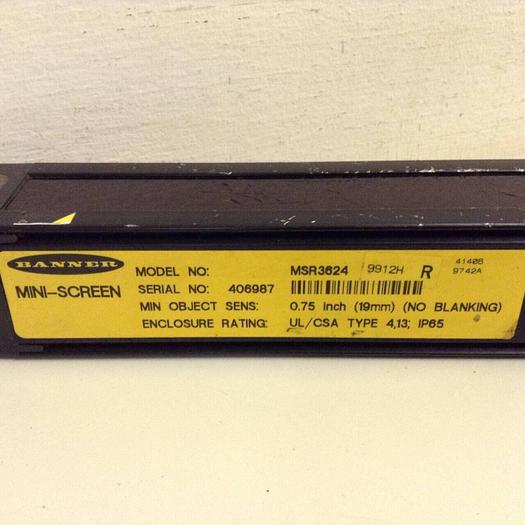 BANNER
MINI-SCREEN
MODEL NO: MSR3624 9912H R
41408
9742A
SERIAL NO: 406987
MIN OBJECT SENS: 0.75 inch (19mm) (NO BLANKING)
ENCLOSURE RATING: UL/CSA TYPE 4,13; IP65